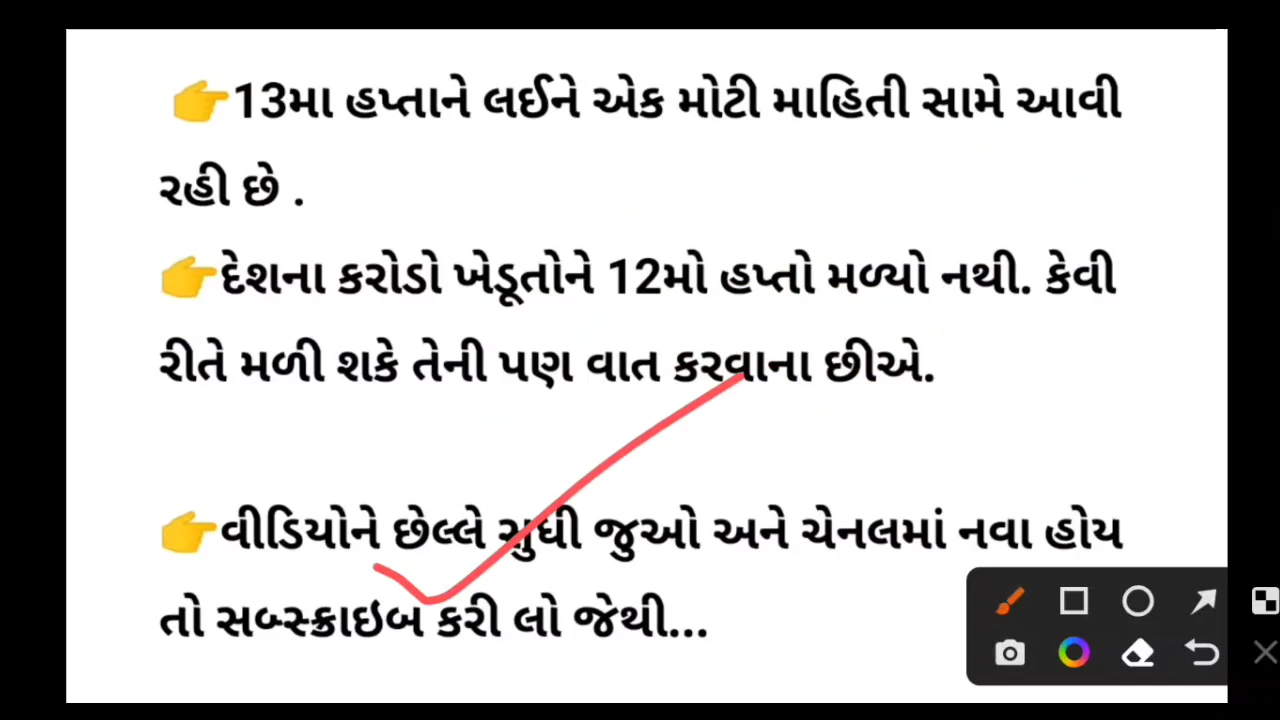 👉13મા હપ્તાને લઈને એક મોટી માહિતી સામે આવી
રહી છે .
👉દેશના કરોડો ખેડૂતોને 12મો હપ્તો મળ્યો નથી. કેવી
રીતે મળી શકે તેની પણ વાત કરવાના છીએ.
👉વીડિયોને છેલ્લે સુધી જુઓ અને ચેનલમાં નવા હોય
તો સબ્સ્ક્રાઇબ કરી લો જેથી...